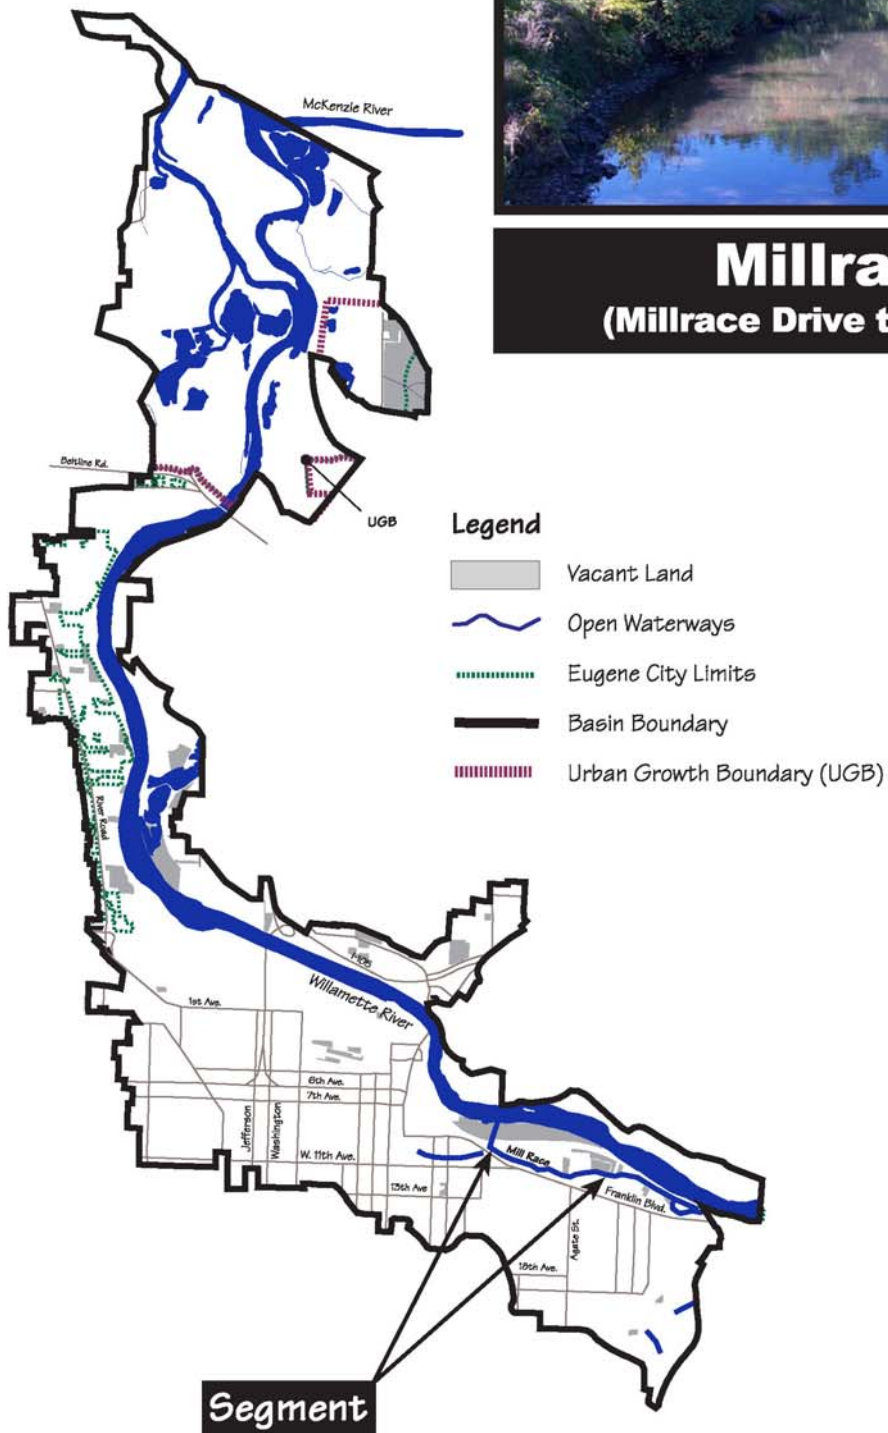 McKenzie River
Millra
(Millrace Drive t
Beltline Rd.
UGB
Legend
Vacant Land
Open Waterways
Eugene City Limits
Basin Boundary
Urban Growth Boundary (UGB)
River Road
I-105
Willamette River
1st Ave.
6th Ave.
7th Ave.
Jefferson
Washington
W. 11th Ave.
Mill Race
13th Ave
Franklin Blvd.
Agate St.
18th Ave.
Segment